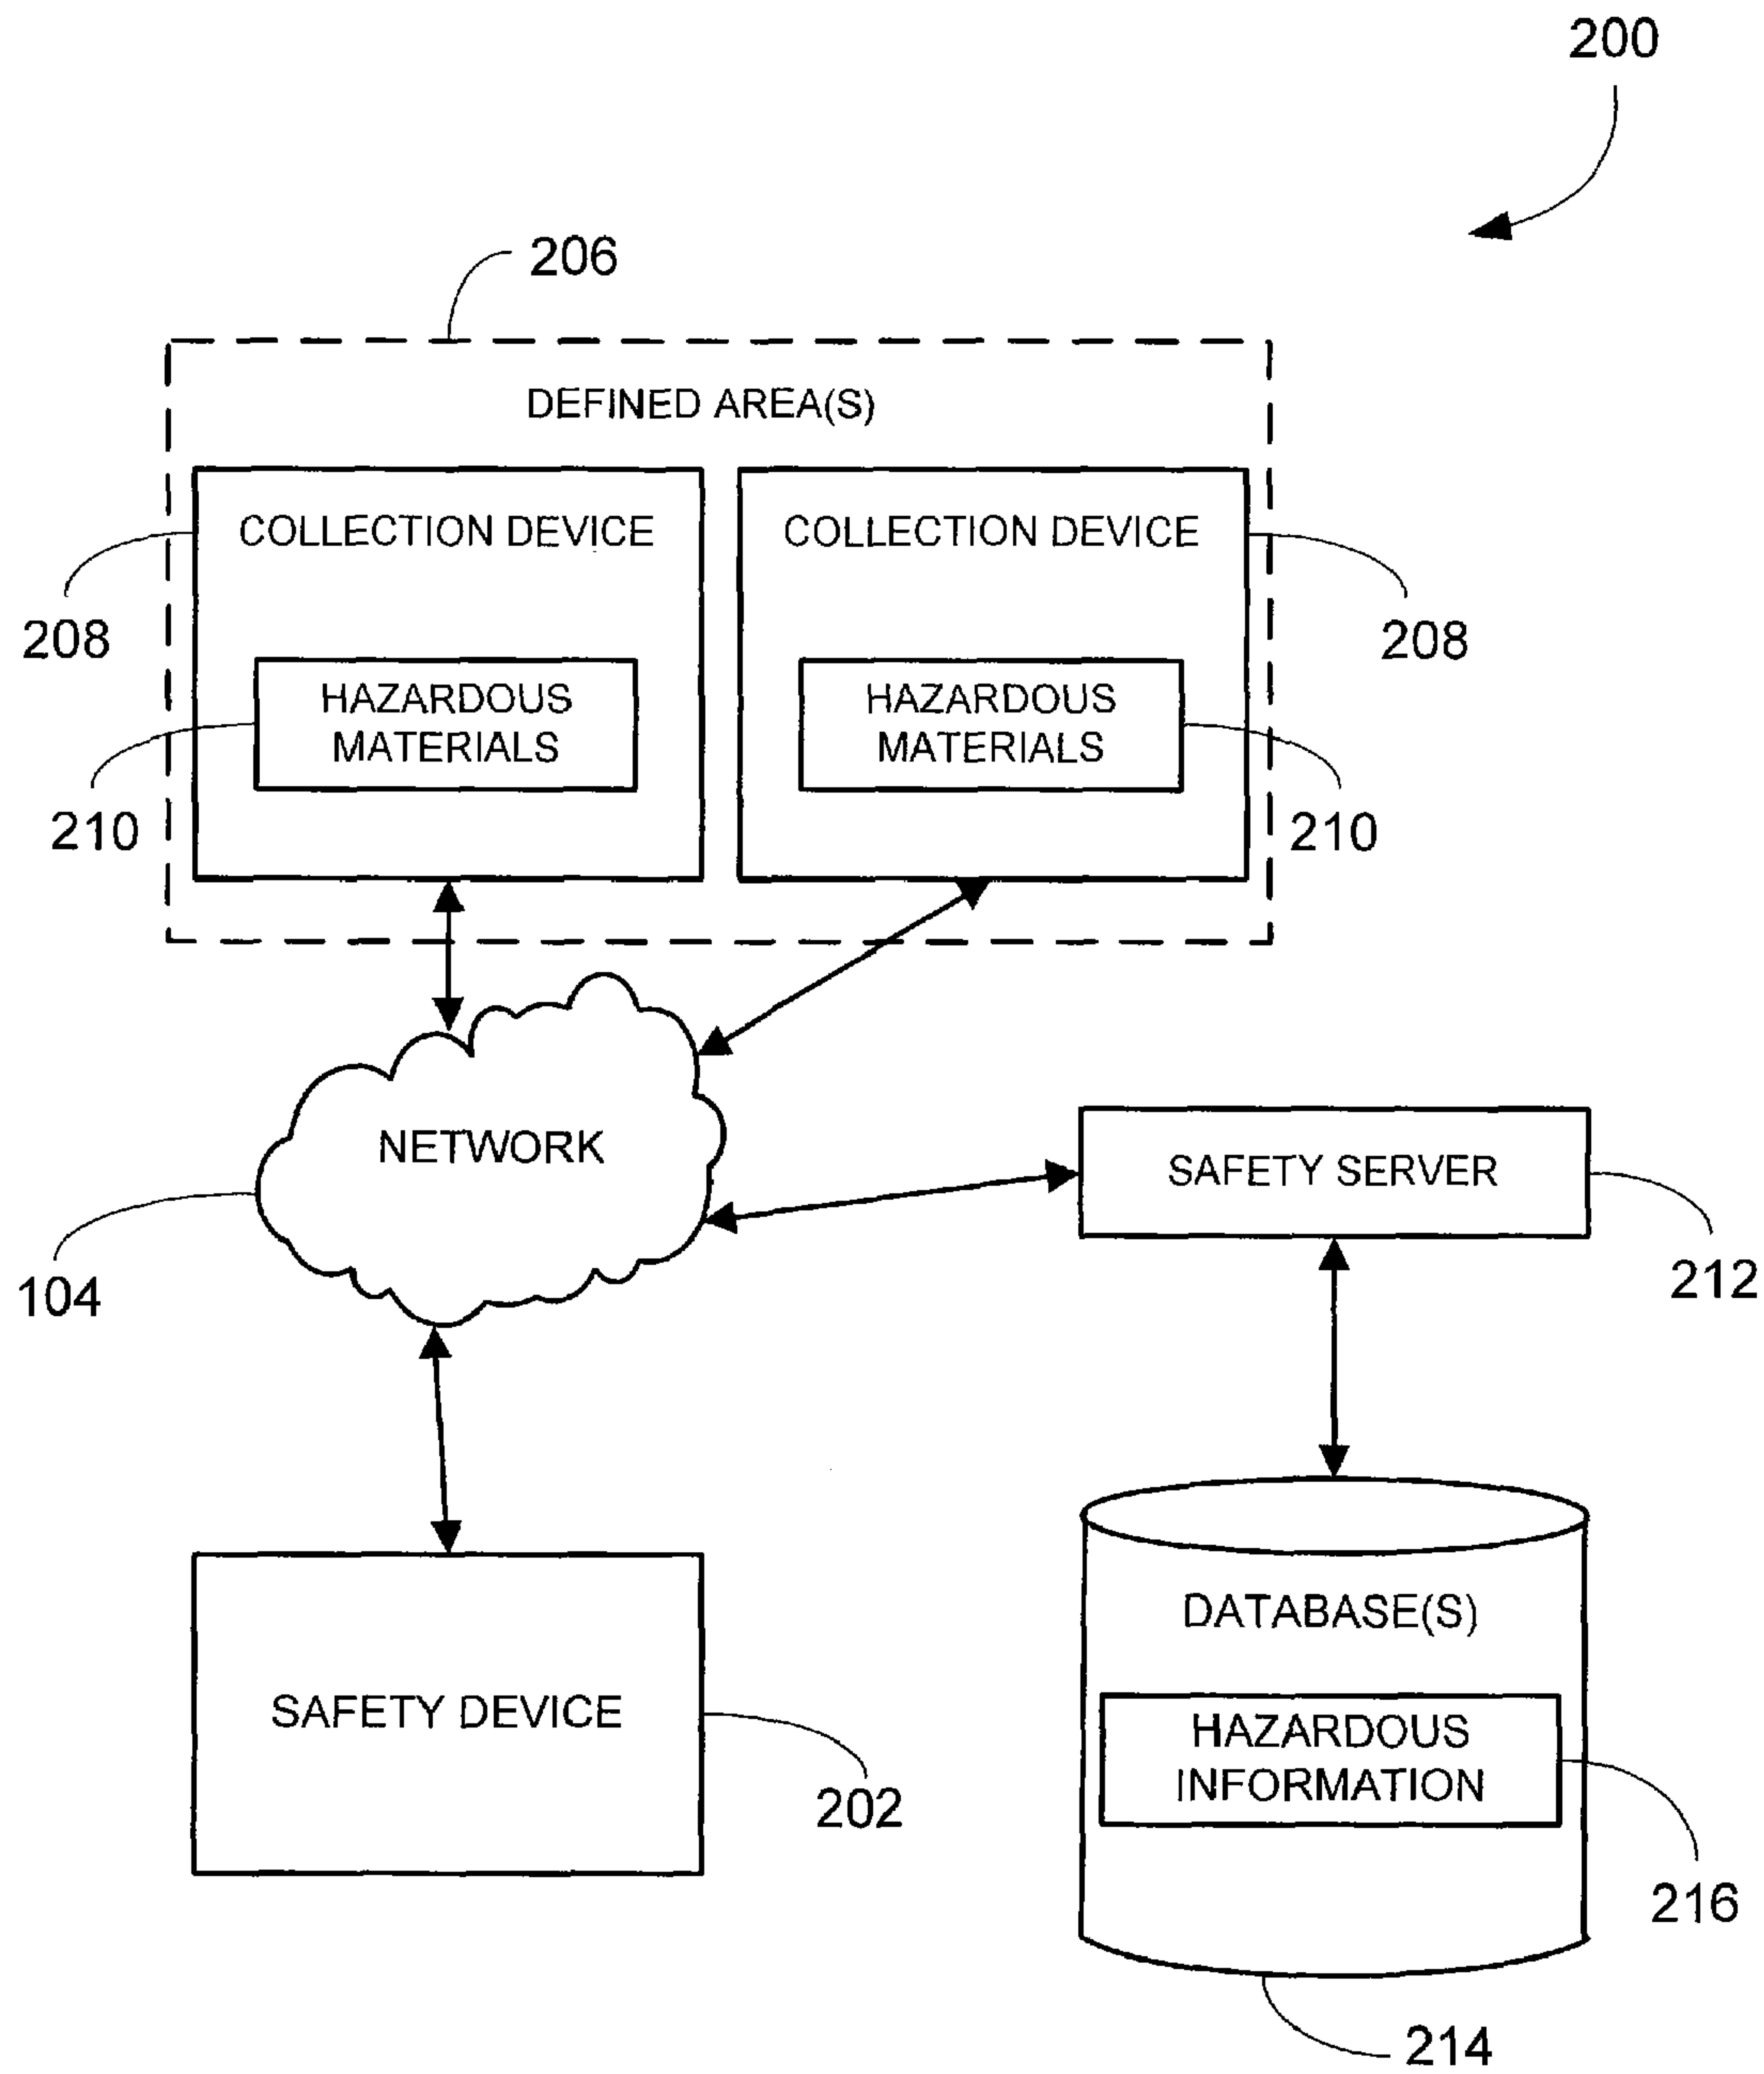 200
206
DEFINED AREA(S)
COLLECTION DEVICE
COLLECTION DEVICE
208
208
HAZARDOUS
MATERIALS
HAZARDOUS
MATERIALS
210
210
NETWORK
SAFETY SERVER
104
212
DATABASE(S)
SAFETY DEVICE
HAZARDOUS
INFORMATION
202
216
214